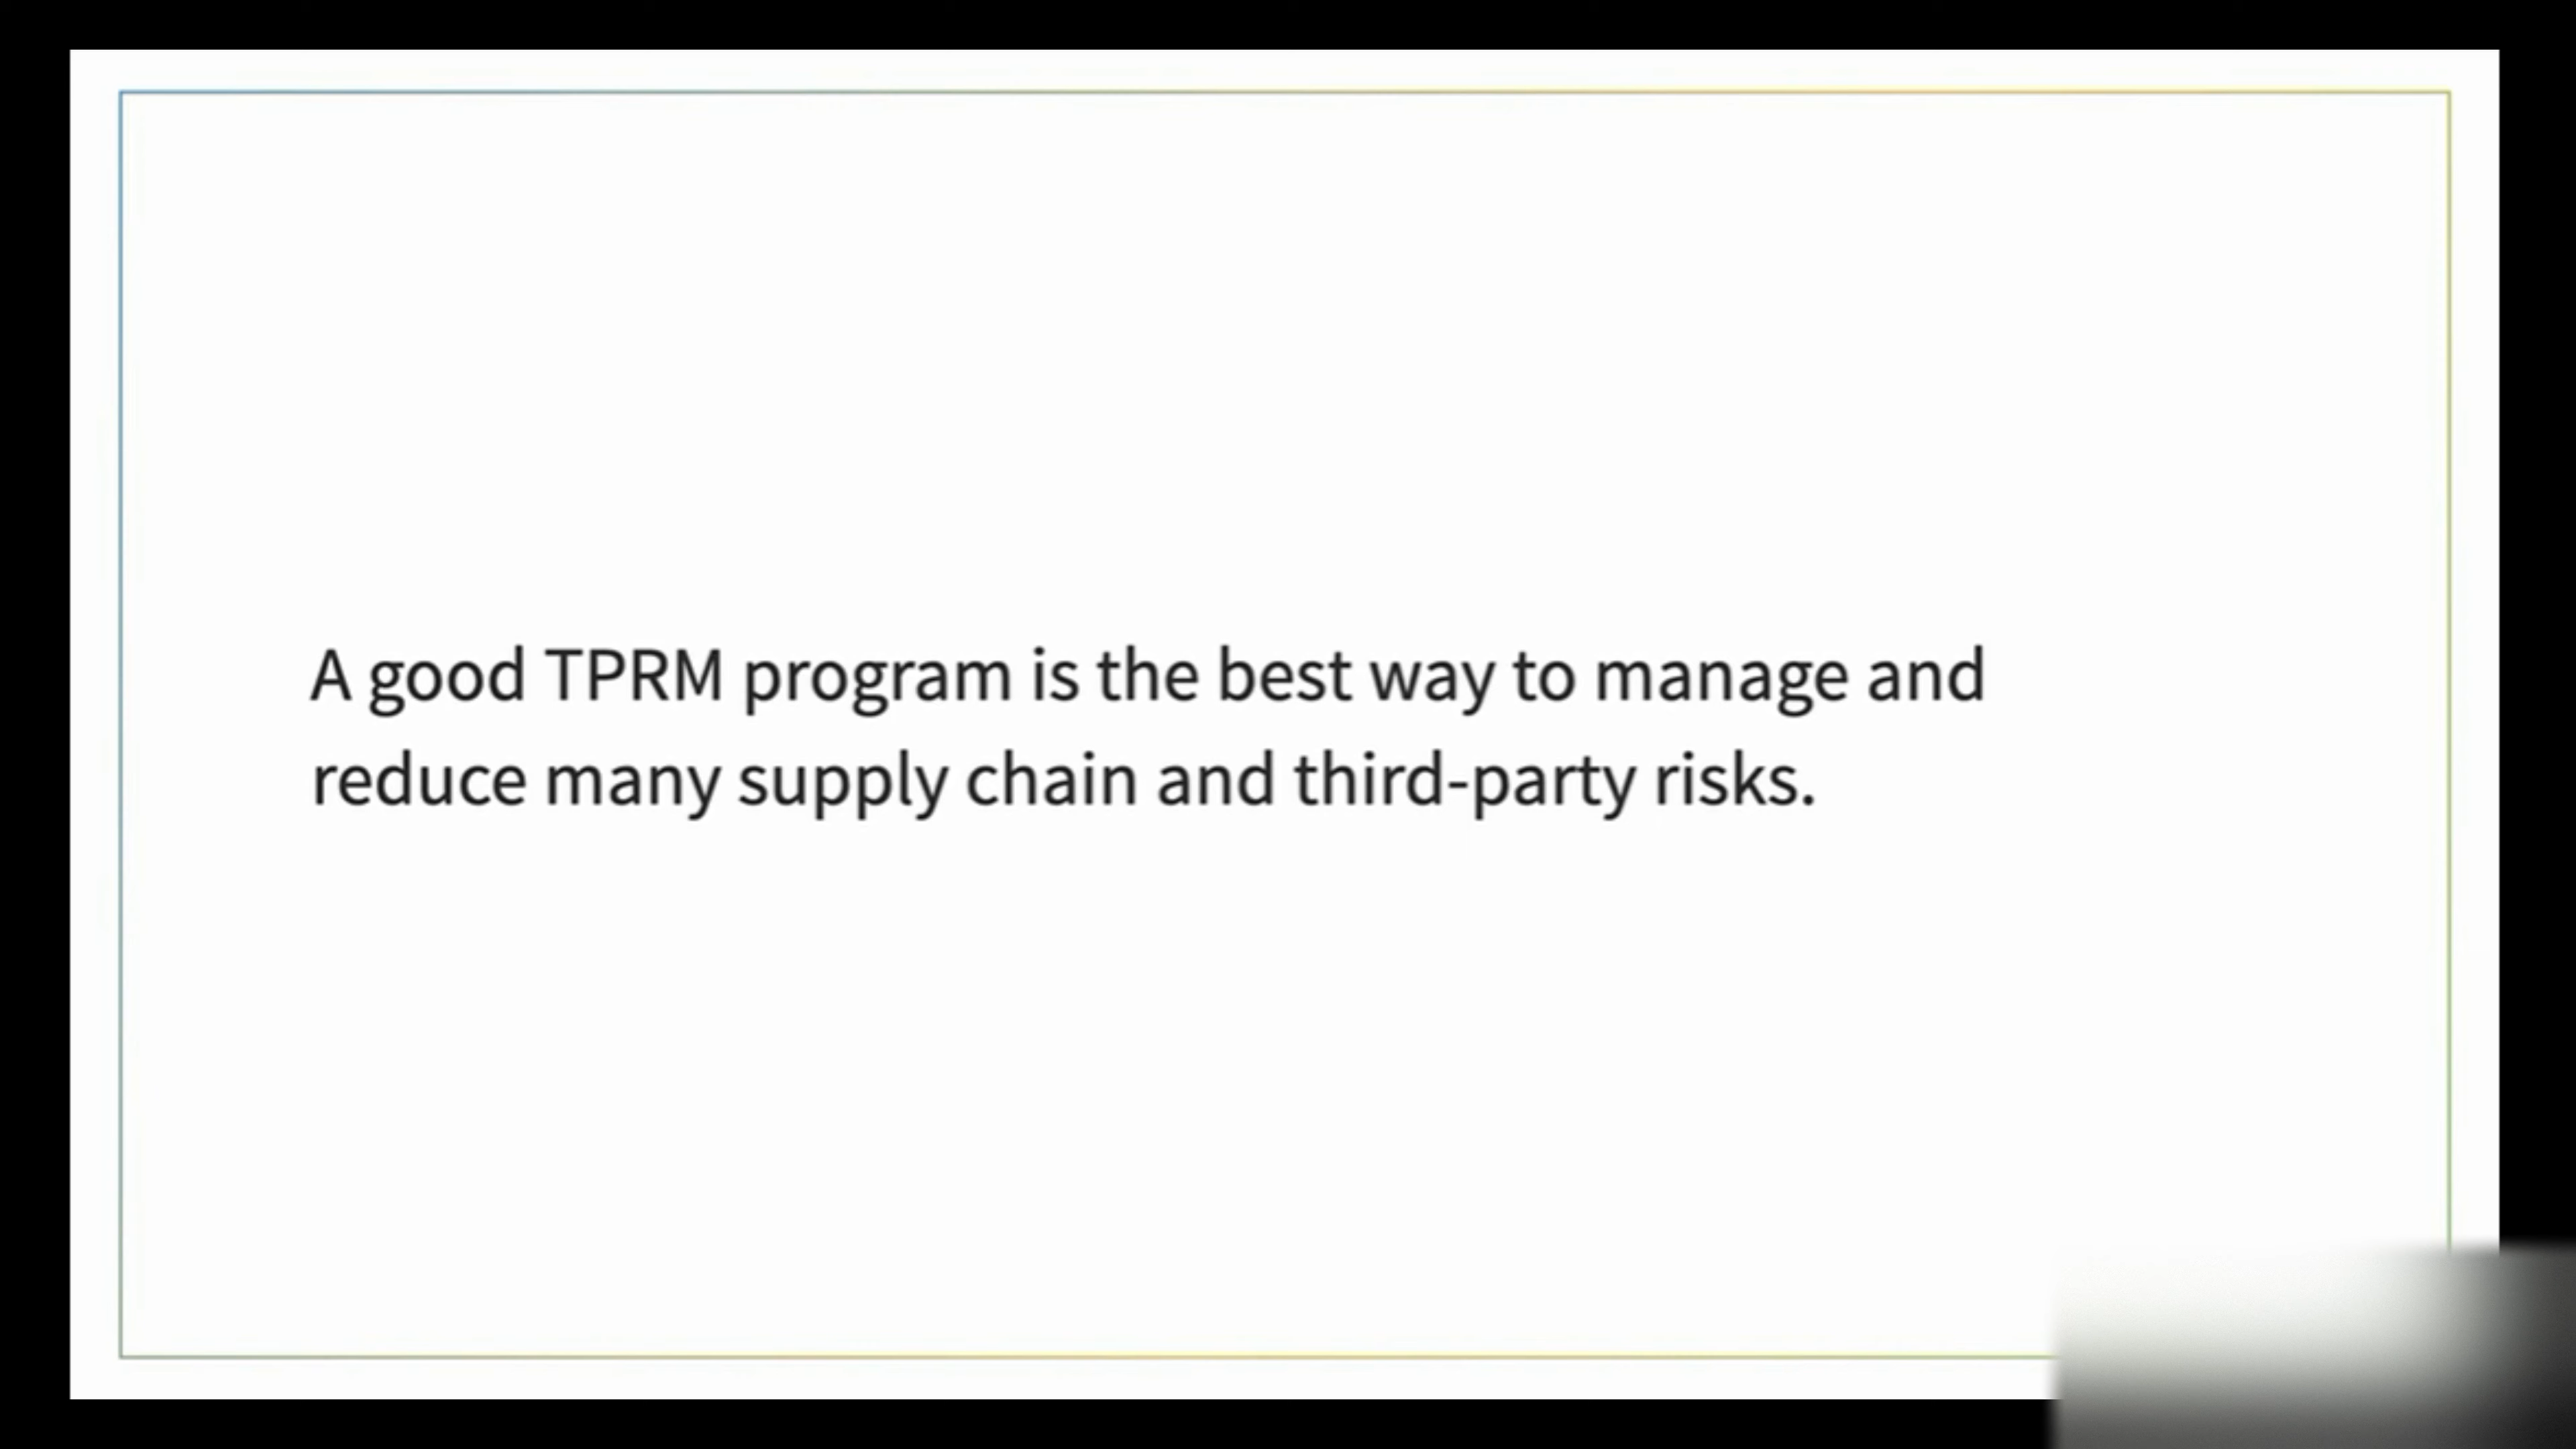 A good TPRM program is the best way to manage and
reduce many supply chain and third-party risks.